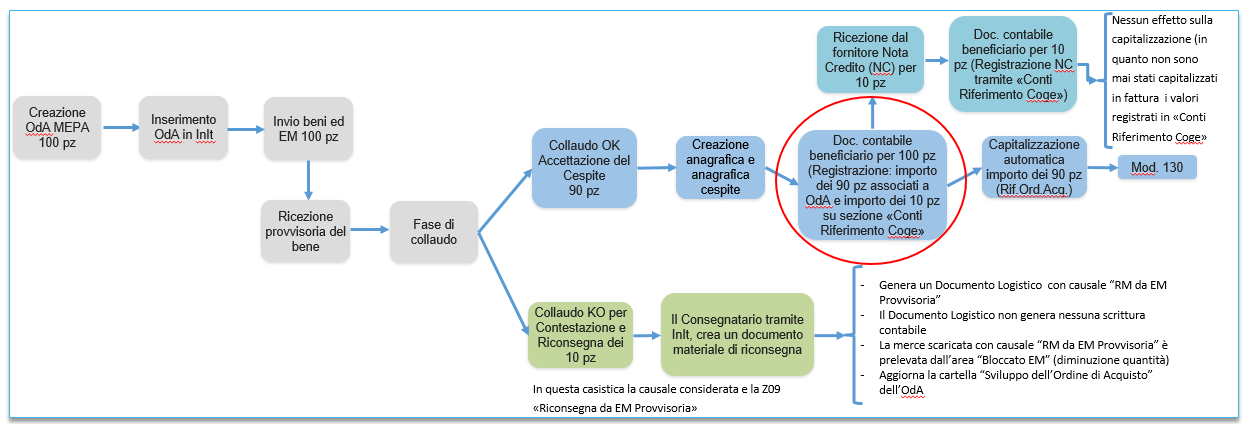 Creazione
OdA MEPA
100 pz
Inserimento
OdA in InIt
Invio beni ed
EM 100 pz
Ricezione
provvisoria del
bene
Fase di
collaudo
Collaudo OK
Accettazione del
Cespite
90 pz
Creazione
anagrafica e
anagrafica
cespite
Doc. contabile
beneficiario per 100 pz
(Registrazione: importo
dei 90 pz associati a
OdA e importo dei 10 pz
su sezione «Conti
Riferimento Coge»
Ricezione dal
fornitore Nota
Credito (NC) per
10 pz
Doc. contabile
beneficiario per 10
pz (Registrazione NC
tramite «Conti
Riferimento Coge»)
Nessun effetto sulla
capitalizzazione (in
quanto non sono
mai stati capitalizzati
in fattura i valori
registrati in «Conti
Riferimento Coge»
Capitalizzazione
automatica
importo dei 90 pz
(Rif.Ord.Acq.)
Mod. 130
Collaudo KO per
Contestazione e
Riconsegna dei
10 pz
Il Consegnatario tramite
InIt, crea un documento
materiale di riconsegna
- Genera un Documento Logistico con causale “RM da EM
Provvisoria”
- Il Documento Logistico non genera nessuna scrittura
contabile
- La merce scaricata con causale “RM da EM Provvisoria” è
prelevata dall’area “Bloccato EM” (diminuzione quantità)
- Aggiorna la cartella “Sviluppo dell’Ordine di Acquisto”
dell’OdA
In questa casistica la causale considerata e la Z09
«Riconsegna da EM Provvisoria»